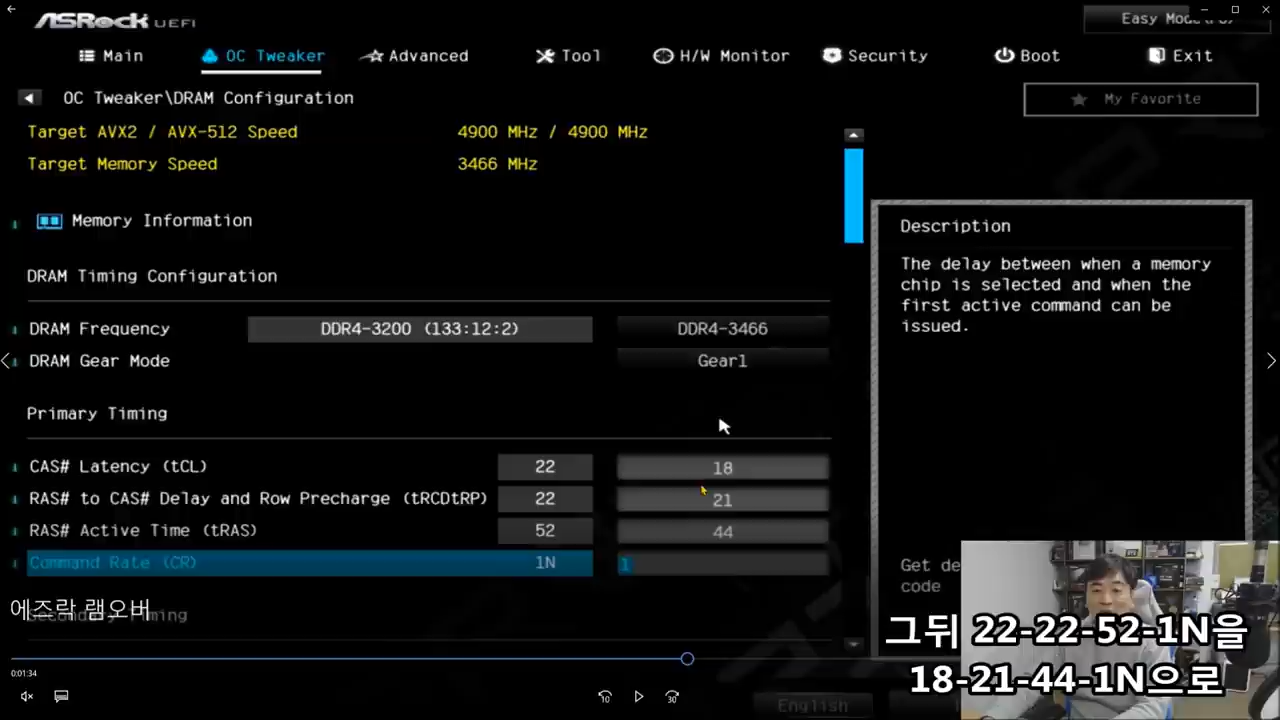 ASRock UEFI
Easy Mode(F6)
Main
OC Tweaker
Advanced
Tool
H/W Monitor
Security
Boot
Exit
OC Tweaker\DRAM Configuration
My Favorite
Target AVX2 / AVX-512 Speed 4900 MHz / 4900 MHz
Target Memory Speed 3466 MHz
Memory Information
DRAM Timing Configuration
DRAM Frequency DDR4-3200 (133:12:2) DDR4-3466
DRAM Gear Mode Gear1
Primary Timing
CAS# Latency (tCL) 22 18
RAS# to CAS# Delay and Row Precharge (tRCDtRP) 22 21
RAS# Active Time (tRAS) 52 44
Command Rate (CR) 1N 1
Secondary Timing
Description
The delay between when a memory
chip is selected and when the
first active command can be
issued.
Get de
code
에즈락 램오버
그뒤 22-22-52-1N을
18-21-44-1N으로
0:01:34
10
30
English